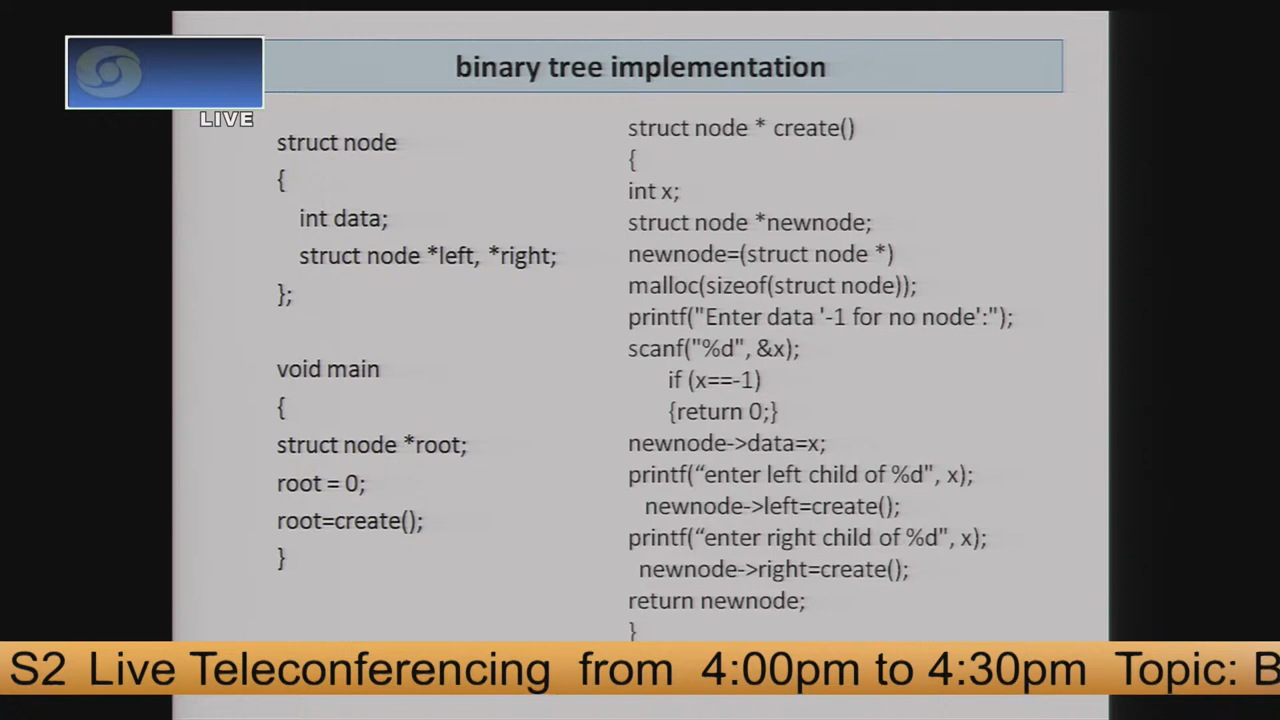 binary tree implementation
LIVE
struct node
{
int data;
struct node *left, *right;
};
void main
{
struct node *root;
root = 0;
root=create();
}
struct node * create()
{
int x;
struct node *newnode;
newnode=(struct node *)
malloc(sizeof(struct node));
printf("Enter data '-1 for no node':");
scanf("%d", &x);
if (x==-1)
{return 0;}
newnode->data=x;
printf(“enter left child of %d", x);
newnode->left=create();
printf(“enter right child of %d", x);
newnode->right=create();
return newnode;
}
S2 Live Teleconferencing from 4:00pm to 4:30pm Topic: B